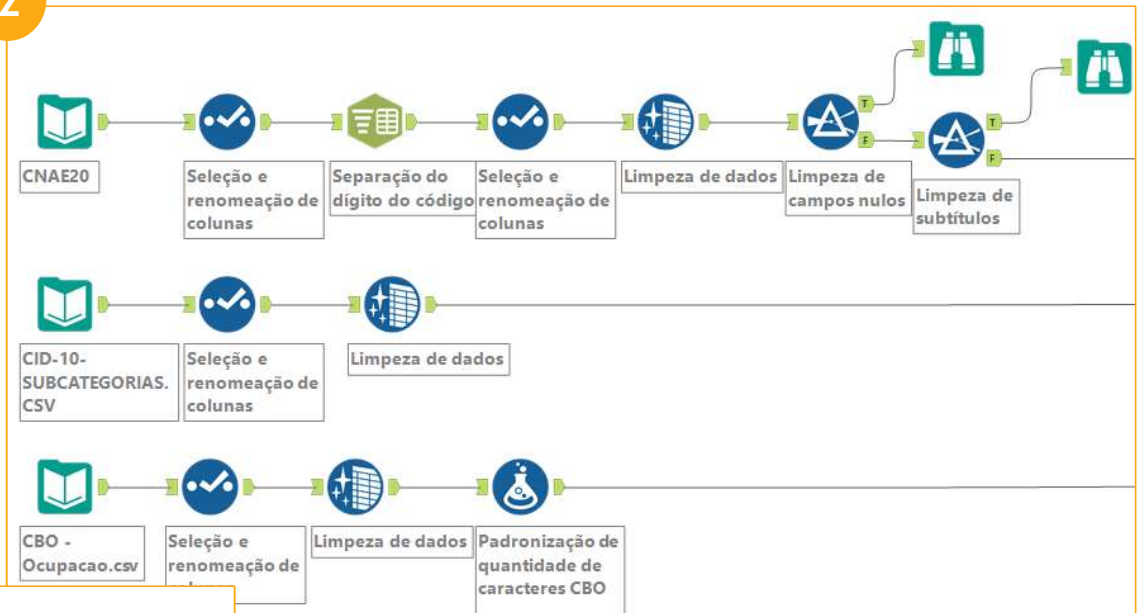 2
T
F
T
F
CNAE20
Seleção e
renomeação de
colunas
Separação do
dígito do código
Seleção e
renomeação de
colunas
Limpeza de dados
Limpeza de
campos nulos
Limpeza de
subtítulos
CID-10-
SUBCATEGORIAS.
CSV
Seleção e
renomeação de
colunas
Limpeza de dados
CBO -
Ocupacao.csv
Seleção e
renomeação de
Limpeza de dados
Padronização de
quantidade de
caracteres CBO